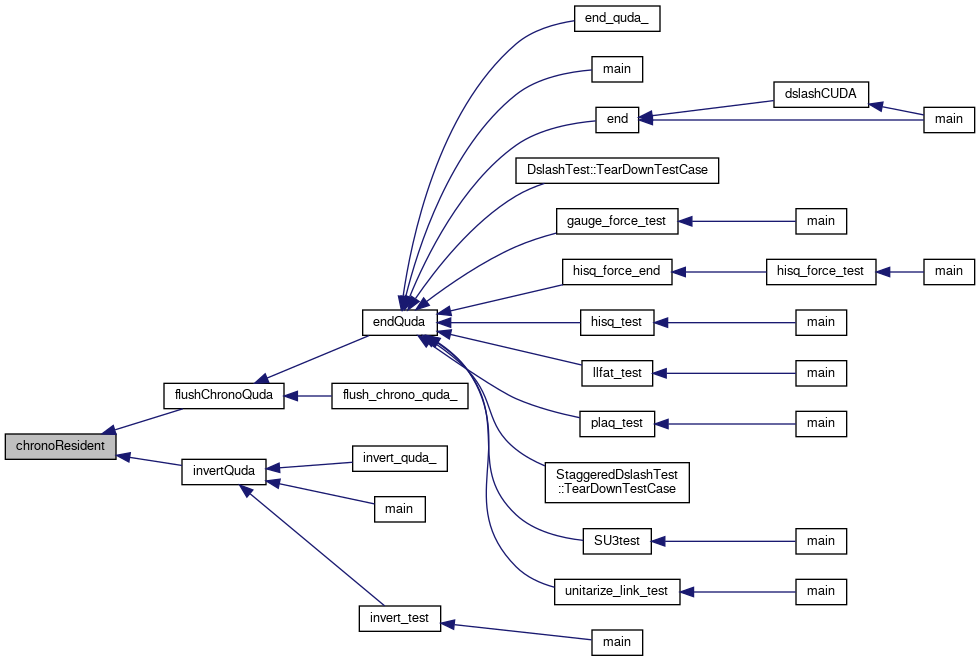 end_quda_
main
dslashCUDA
end
main
DslashTest::TearDownTestCase
gauge_force_test
main
hisq_force_end
hisq_force_test
main
endQuda
hisq_test
main
llfat_test
main
flushChronoQuda
flush_chrono_quda_
plaq_test
main
chronoResident
invertQuda
invert_quda_
StaggeredDslashTest
::TearDownTestCase
main
SU3test
main
unitarize_link_test
main
invert_test
main